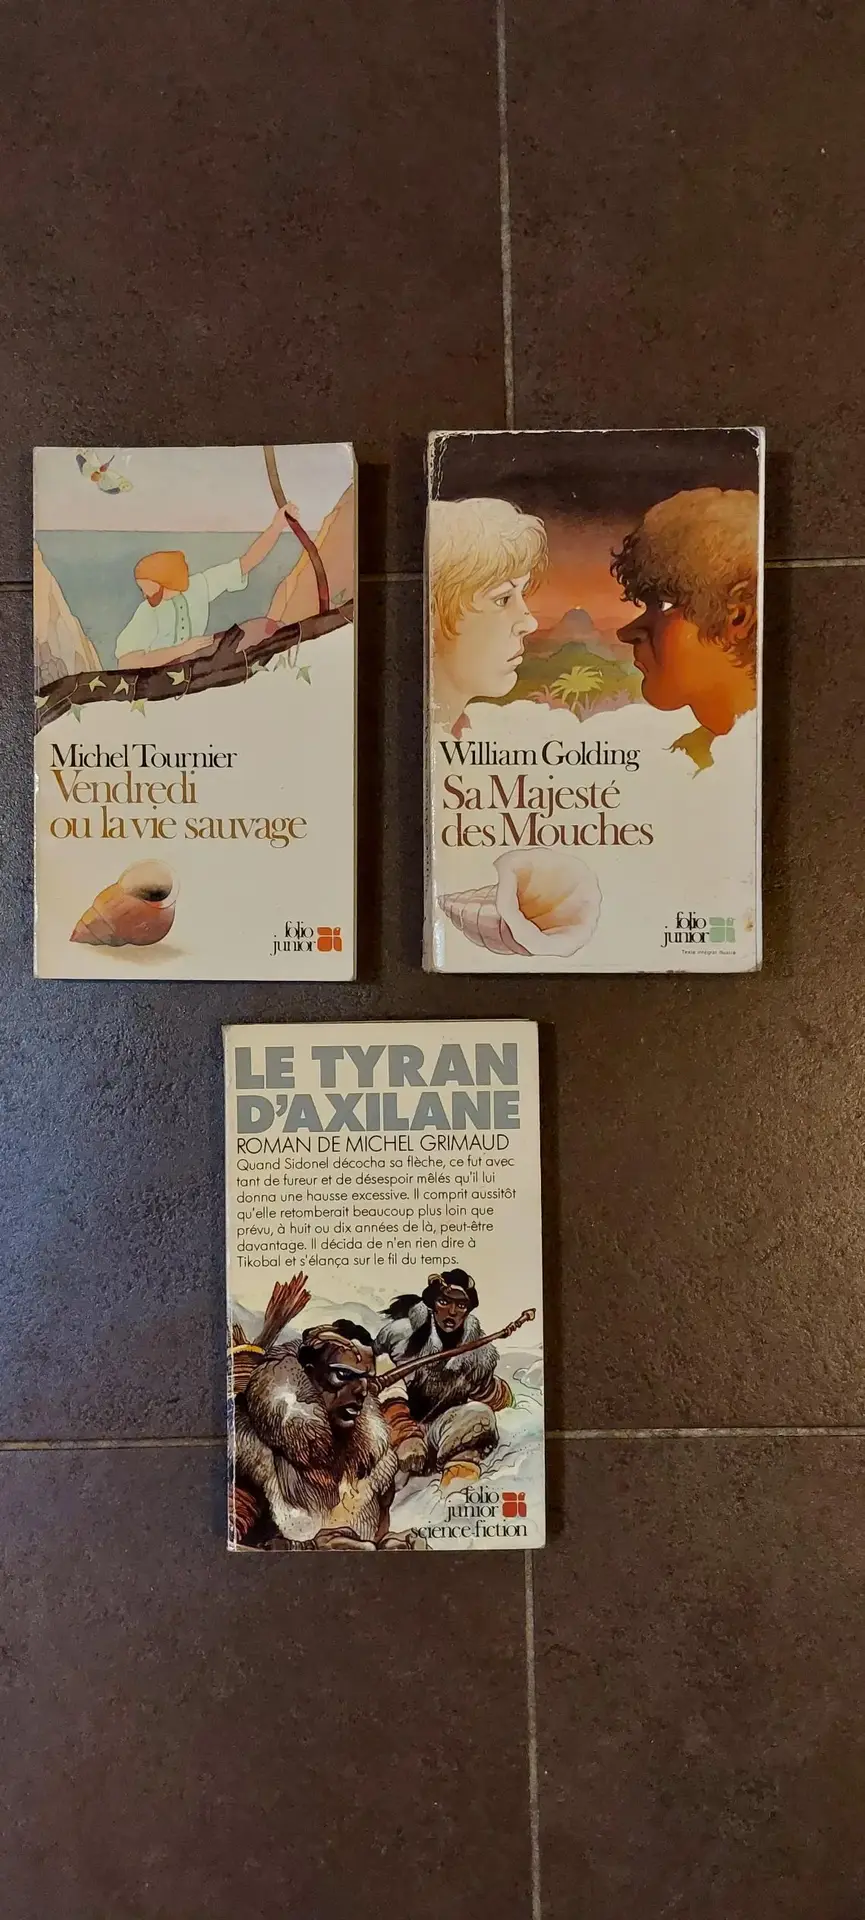 Michel Tournier
Vendredi
ou la vie sauvage
folio
junior
William Golding
Sa Majesté
des Mouches
folio
junior
Texte intégral illustré
LE TYRAN
D'AXILANE
ROMAN DE MICHEL GRIMAUD
Quand Sidonel décocha sa flèche, ce fut avec
tant de fureur et de désespoir mêlés qu'il lui
donna une hausse excessive. Il comprit aussitôt
qu'elle retomberait beaucoup plus loin que
prévu, à huit ou dix années de là, peut-être
davantage. Il décida de n'en rien dire à
Tikobal et s'élança sur le fil du temps.
folio
junior
science-fiction